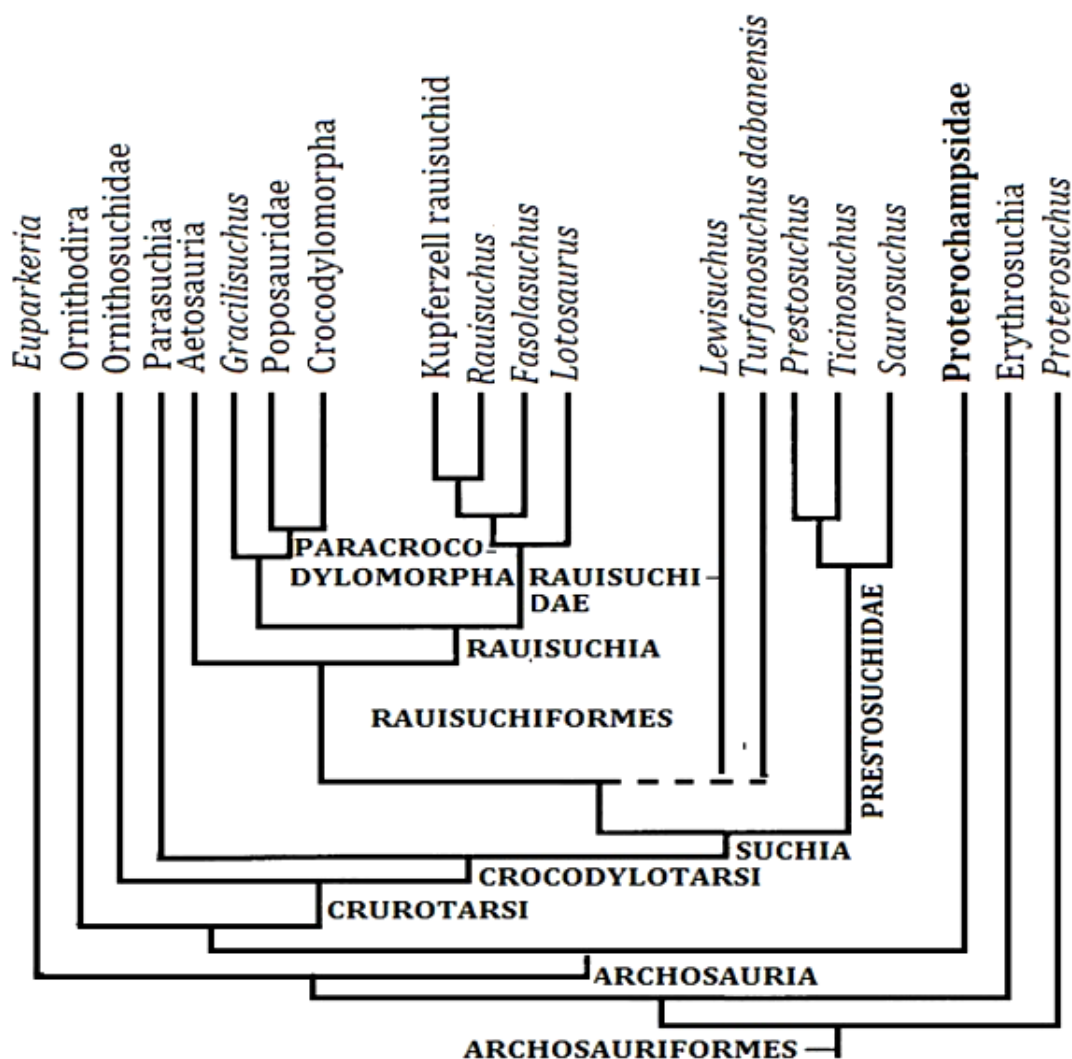 Euparkeria
Ornithodira
Ornithosuchidae
Parasuchia
Aetosauria
Gracilisuchus
Poposauridae
Crocodylomorpha
Kupferzell rauisuchid
Rauisuchus
Fasolasuchus
Lotosaurus
Lewisuchus
Turfanosuchus dabanensis
Prestosuchus
Ticinosuchus
Saurosuchus
Proterochampsidae
Erythrosuchia
Proterosuchus
PARACROCO-
DYLOMORPHA
RAUISUCHI-
DAE
RAUISUCHIA
RAUISUCHIFORMES
PRESTOSUCHIDAE
SUCHIA
CROCODYLOTARSI
CRUROTARSI
ARCHOSAURIA
ARCHOSAURIFORMES